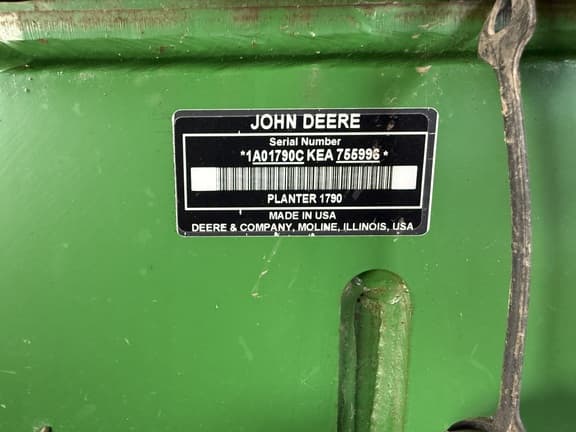 JOHN DEERE
Serial Number
*1A01790C KEA 755996 *
PLANTER 1790
MADE IN USA
DEERE & COMPANY, MOLINE, ILLINOIS, USA